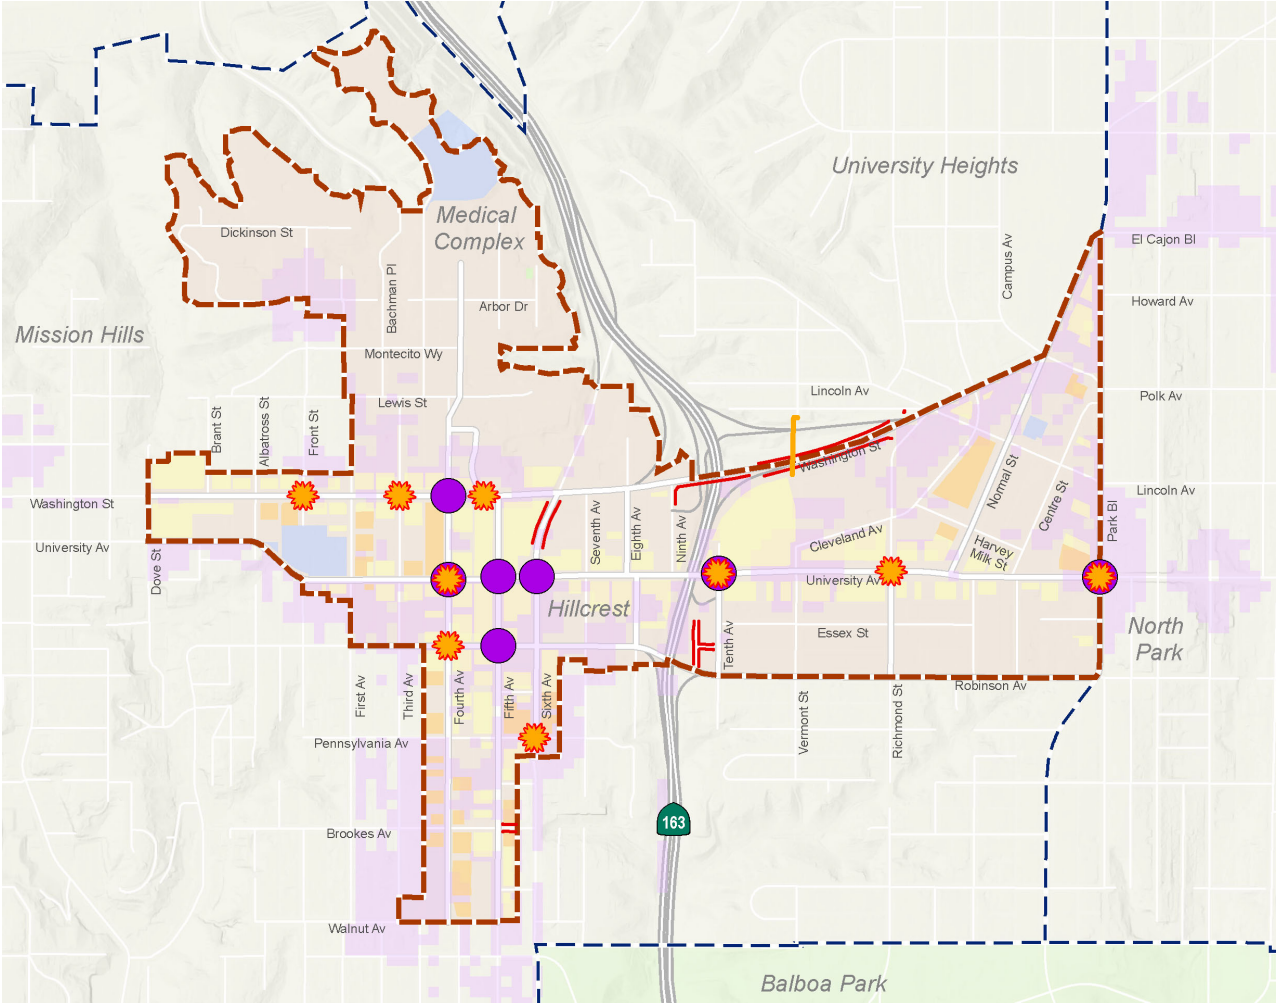 University Heights
Medical
Complex
Dickinson St
El Cajon Bl
Campus Av
Bachman Pl
Howard Av
Arbor Dr
Mission Hills
Montecito Wy
Lincoln Av
Polk Av
Lewis St
Brant St
Albatross St
Front St
Washington St
Normal St
Lincoln Av
Washington St
Centre St
Park Bl
Seventh Av
Eighth Av
Ninth Av
Cleveland Av
Harvey
Milk St
University Av
Dove St
University Av
Hillcrest
Essex St
Tenth Av
North
Park
First Av
Third Av
Fourth Av
Fifth Av
Sixth Av
Robinson Av
Vermont St
Richmond St
Pennsylvania Av
163
Brookes Av
Walnut Av
Balboa Park